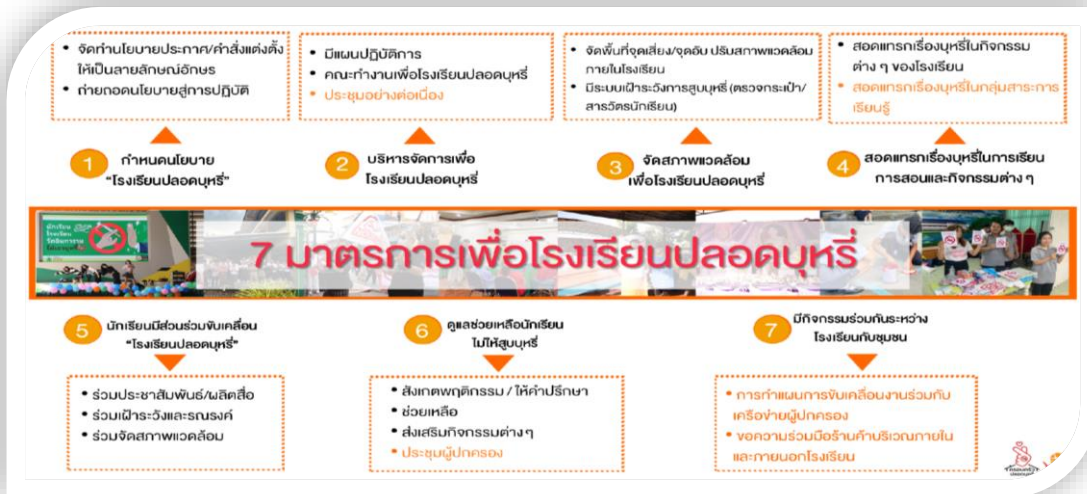 • จัดทำนโยบายประกาศ/คำสั่งแต่งตั้ง
ให้เป็นลายลักษณ์อักษร
• ถ่ายทอดนโยบายสู่การปฏิบัติ
• มีแผนปฏิบัติการ
• คณะทำงานเพื่อโรงเรียนปลอดบุหรี่
• ประชุมอย่างต่อเนื่อง
• จัดพื้นที่จุดเสี่ยง/จุดอับ ปรับสภาพแวดล้อม
ภายในโรงเรียน
• มีระบบเฝ้าระวังการสูบบุหรี่ (ตรวจกระเป๋า/
สารวัตรนักเรียน)
• สอดแทรกเรื่องบุหรี่ในกิจกรรม
ต่าง ๆ ของโรงเรียน
• สอดแทรกเรื่องบุหรี่ในกลุ่มสาระการ
เรียนรู้
1 กำหนดนโยบาย
“โรงเรียนปลอดบุหรี่”
2 บริหารจัดการเพื่อ
โรงเรียนปลอดบุหรี่
3 จัดสภาพแวดล้อม
เพื่อโรงเรียนปลอดบุหรี่
4 สอดแทรกเรื่องบุหรี่ในการเรียน
การสอนและกิจกรรมต่าง ๆ
7 มาตรการเพื่อโรงเรียนปลอดบุหรี่
5 นักเรียนมีส่วนร่วมขับเคลื่อน
“โรงเรียนปลอดบุหรี่”
6 ดูแลช่วยเหลือนักเรียน
ไม่ให้สูบบุหรี่
7 มีกิจกรรมร่วมกันระหว่าง
โรงเรียนกับชุมชน
• ร่วมประชาสัมพันธ์/ผลิตสื่อ
• ร่วมเฝ้าระวังและรณรงค์
• ร่วมจัดสภาพแวดล้อม
• สังเกตพฤติกรรม / ให้คำปรึกษา
• ช่วยเหลือ
• ส่งเสริมกิจกรรมต่าง ๆ
• ประชุมผู้ปกครอง
• การทำแผนการขับเคลื่อนงานร่วมกับ
เครือข่ายผู้ปกครอง
• ขอความร่วมมือร้านค้าบริเวณภายใน
และภายนอกโรงเรียน